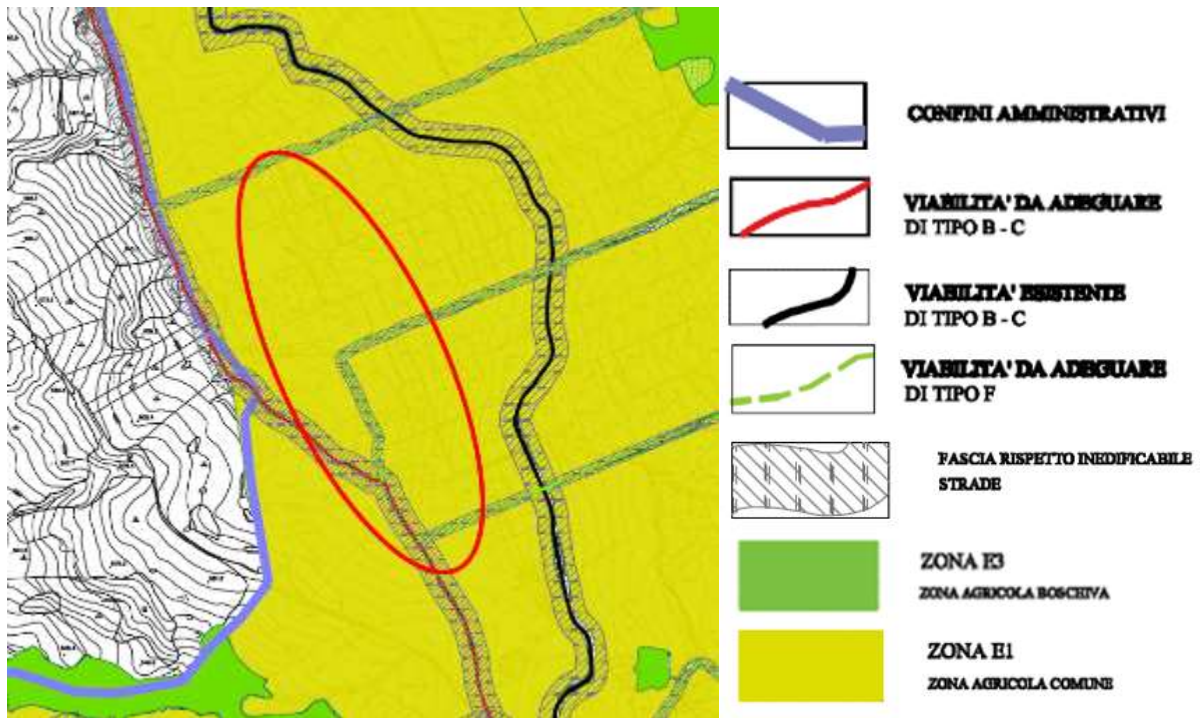 CONFINI AMMINISTRATIVI
VIABILITA' DA ADEGUARE
DI TIPO B - C
VIABILITA' ESISTENTE
DI TIPO B - C
VIABILITA' DA ADEGUARE
DI TIPO F
FASCIA RISPETTO INEDIFICABILE
STRADE
ZONA E3
ZONA AGRICOLA BOSCHIVA
ZONA E1
ZONA AGRICOLA COMUNE